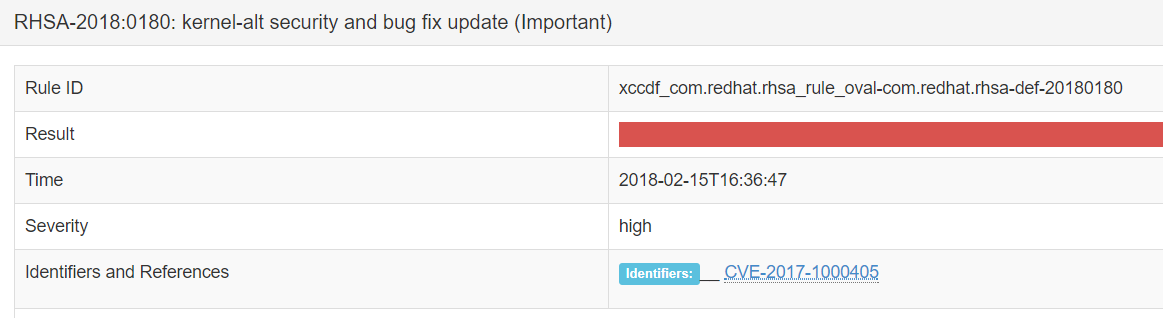 RHSA-2018:0180: kernel-alt security and bug fix update (Important)
Rule ID xccdf_com.redhat.rhsa_rule_oval-com.redhat.rhsa-def-20180180
Result
Time 2018-02-15T16:36:47
Severity high
Identifiers and References Identifiers: __ CVE-2017-1000405